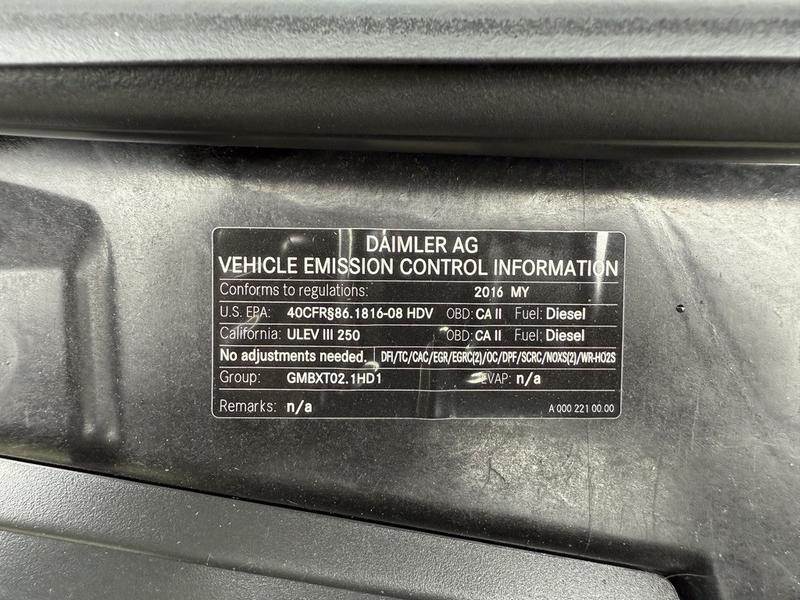 DAIMLER AG
VEHICLE EMISSION CONTROL INFORMATION
Conforms to regulations: 2016 MY
U.S. EPA: 40CFR§86.1816-08 HDV OBD: CA II Fuel: Diesel
California: ULEV III 250 OBD: CA II Fuel: Diesel
No adjustments needed. DFI/TC/CAC/EGR/EGRC(2)/OC/DPF/SCRC/NOXS(2)/WR-HO2S
Group: GMBXT02.1HD1 EVAP: n/a
Remarks: n/a A 000 221 00 00